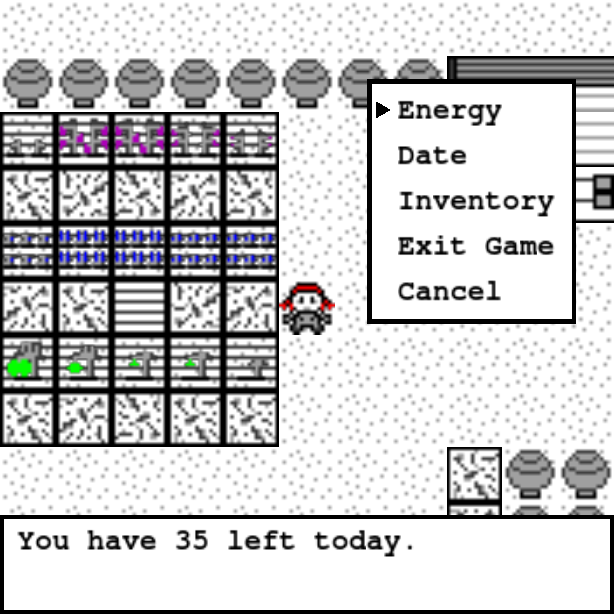 Energy
Date
Inventory
Exit Game
Cancel
You have 35 left today.